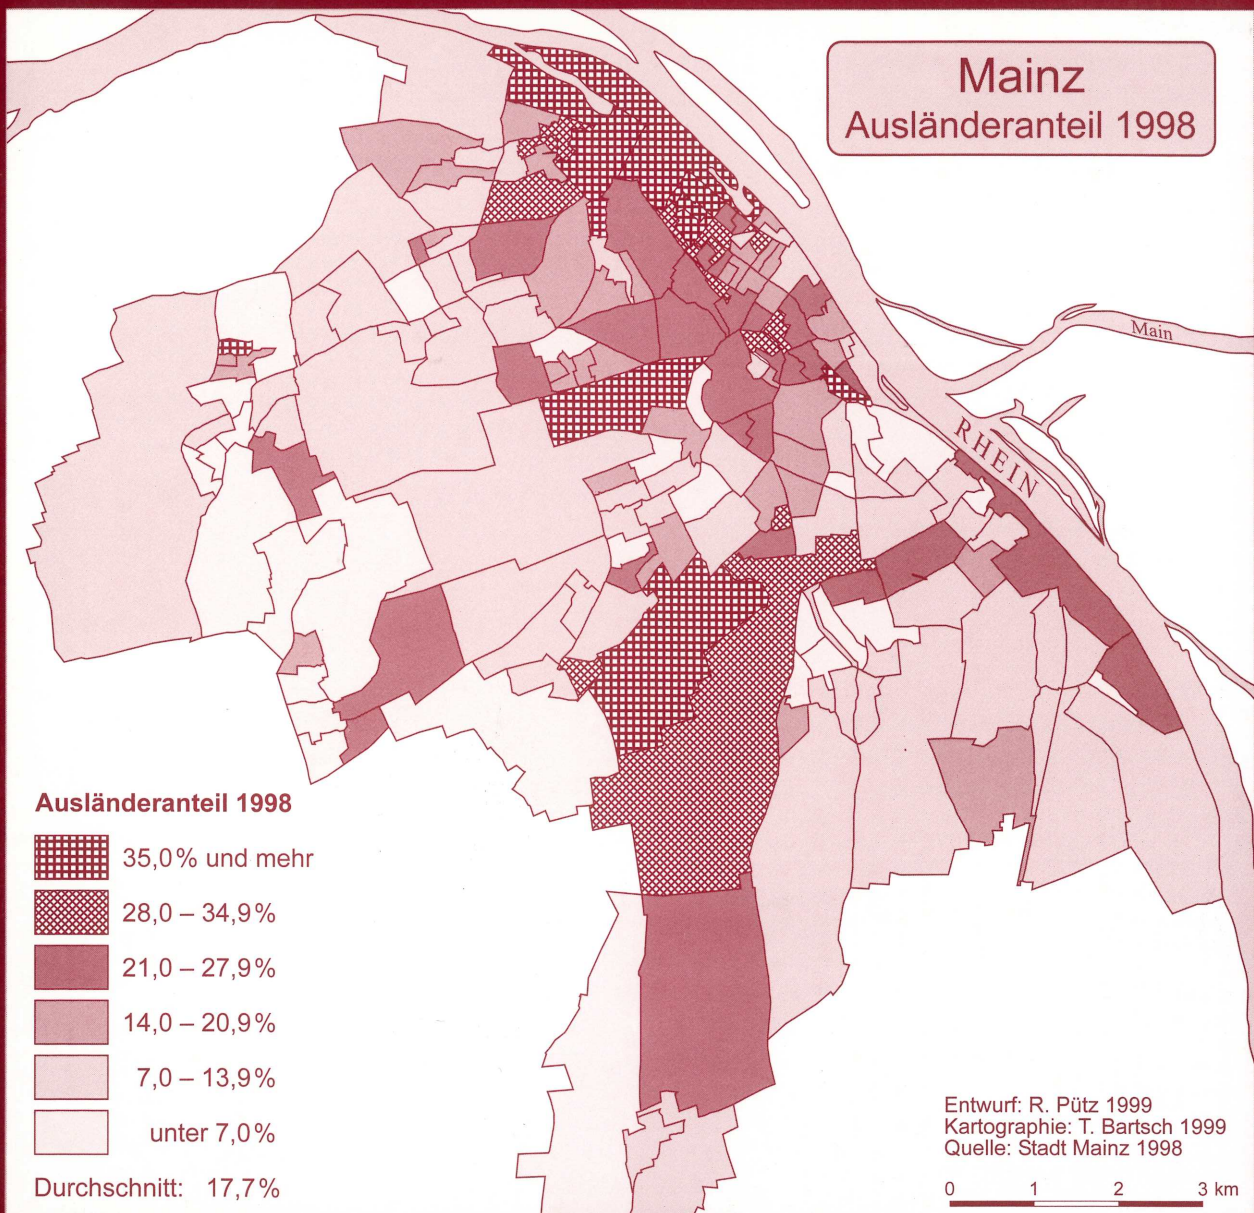 Mainz
Ausländeranteil 1998
Main
RHEIN
Ausländeranteil 1998
35,0% und mehr
28,0 – 34,9%
21,0 – 27,9%
14,0 – 20,9%
7,0 – 13,9%
unter 7,0%
Durchschnitt: 17,7%
Entwurf: R. Pütz 1999
Kartographie: T. Bartsch 1999
Quelle: Stadt Mainz 1998
0 1 2 3 km